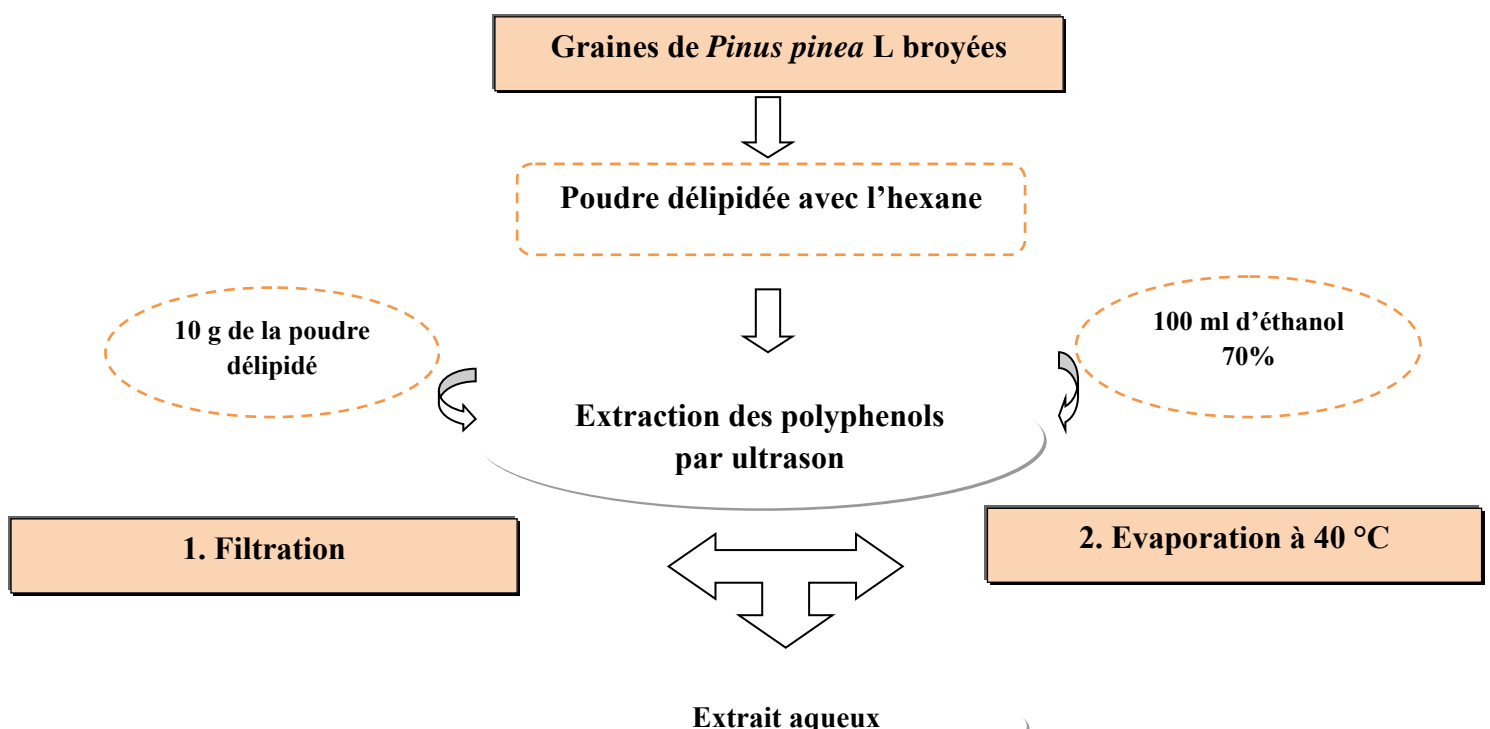 Graines de Pinus pinea L broyées
Poudre délipidée avec l’hexane
10 g de la poudre
délipidé
100 ml d’éthanol
70%
Extraction des polyphenols
par ultrason
1. Filtration
2. Evaporation à 40 °C
Extrait aqueux